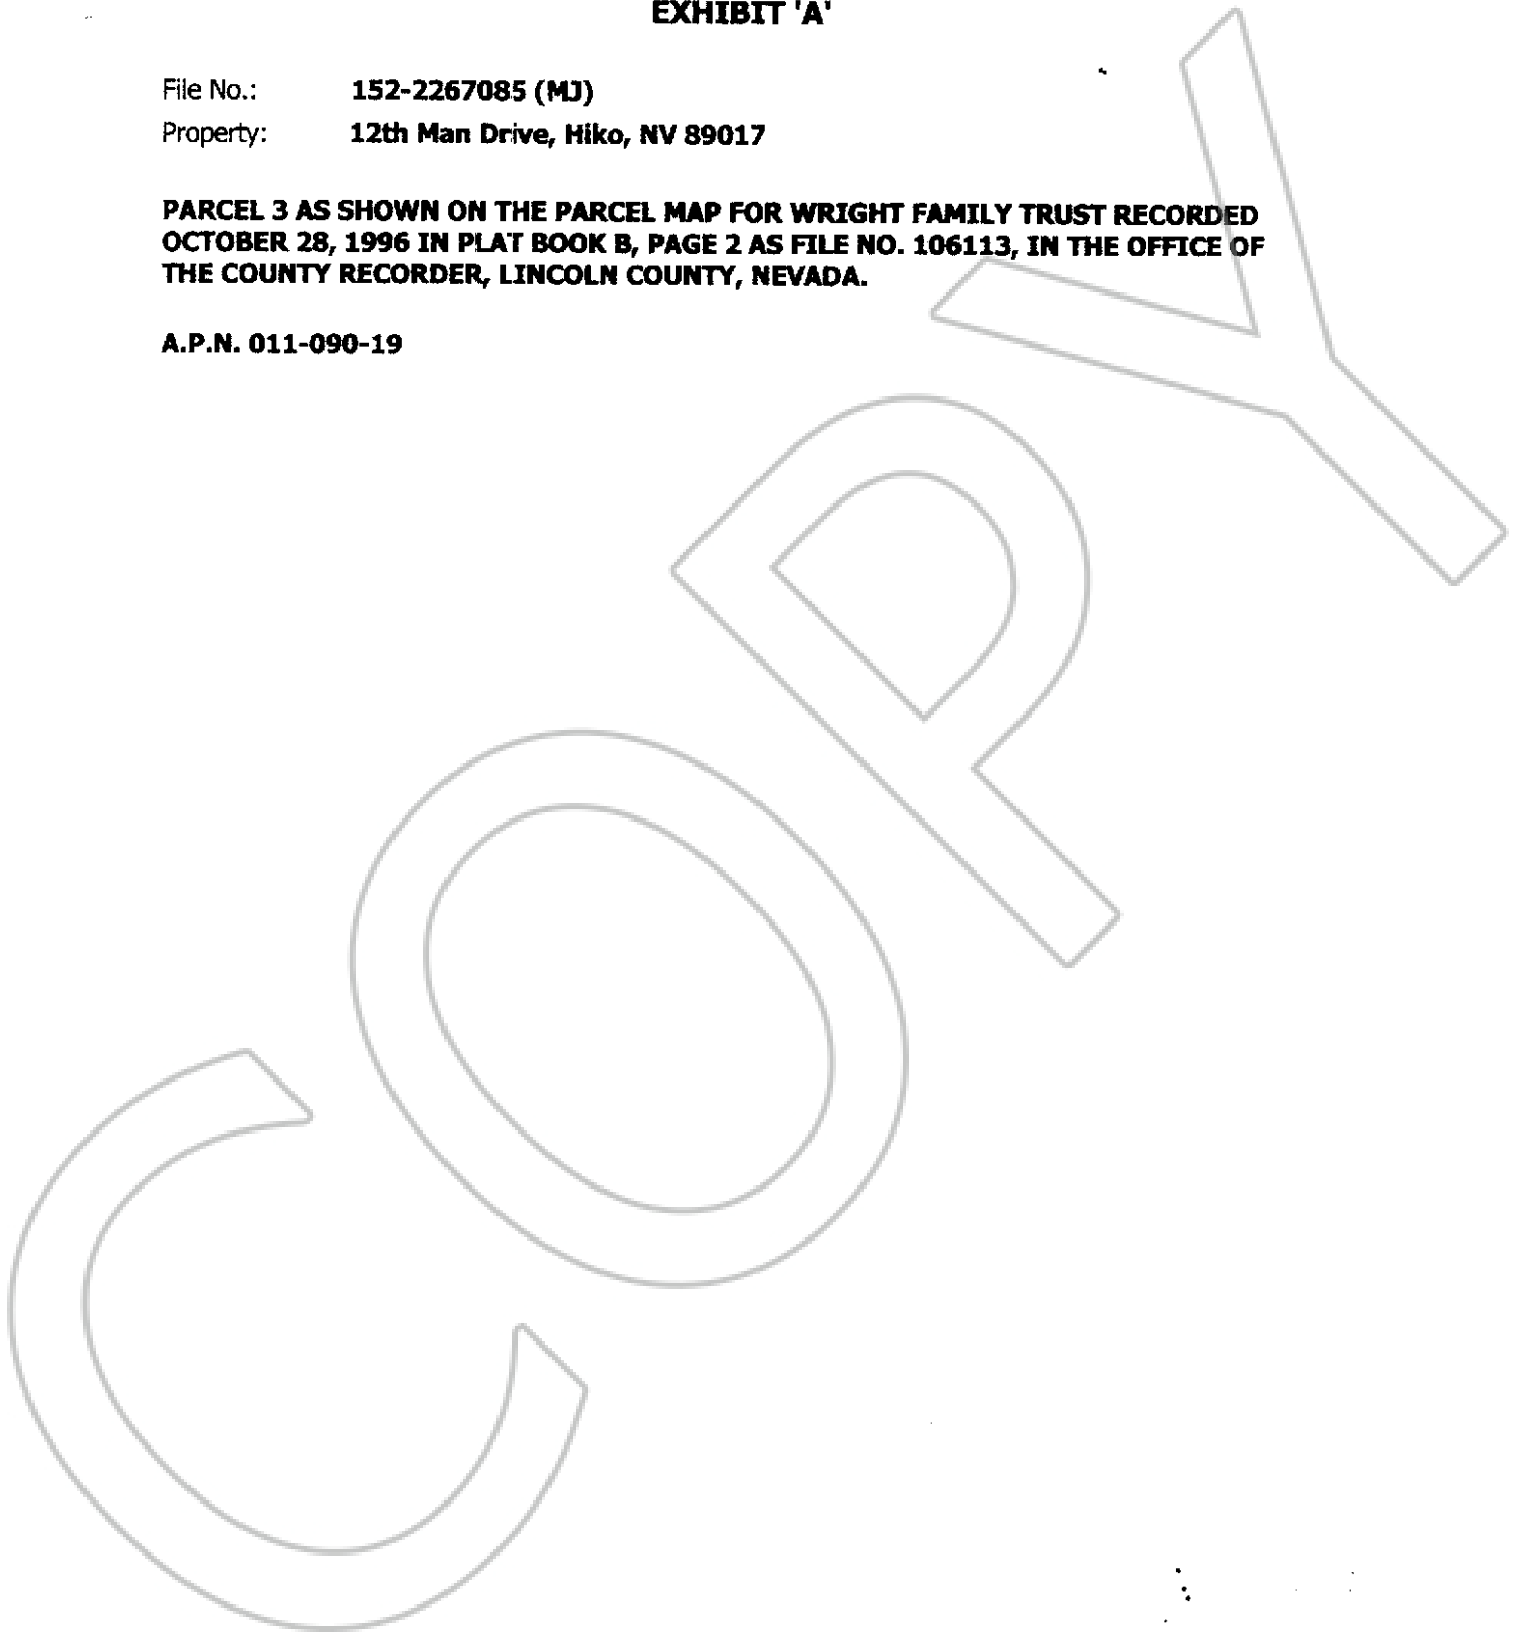 EXHIBIT 'A'
File No.: 152-2267085 (MJ)
Property: 12th Man Drive, Hiko, NV 89017
PARCEL 3 AS SHOWN ON THE PARCEL MAP FOR WRIGHT FAMILY TRUST RECORDED
OCTOBER 28, 1996 IN PLAT BOOK B, PAGE 2 AS FILE NO. 106113, IN THE OFFICE OF
THE COUNTY RECORDER, LINCOLN COUNTY, NEVADA.
A.P.N. 011-090-19
COPY